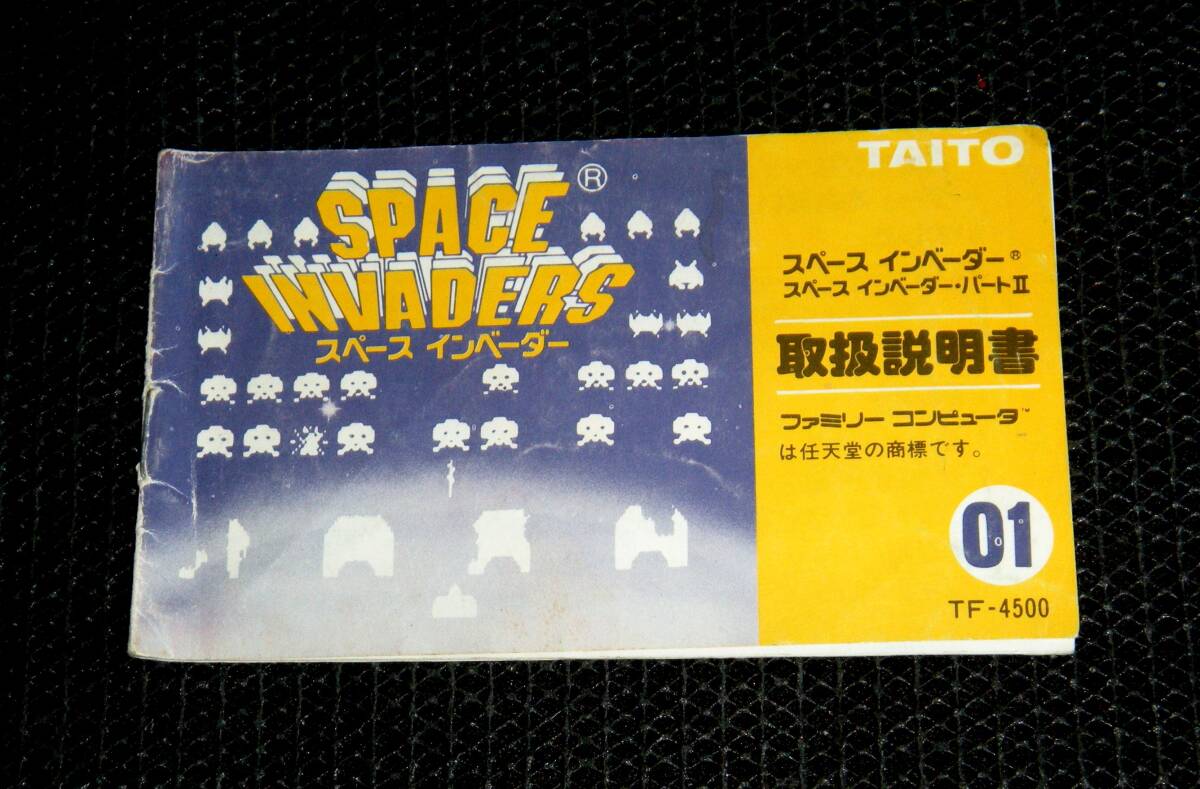 SPACE ®
INVADERS
スペース インベーダー
TAITO
スペース インベーダー®
スペース インベーダー・パートⅡ
取扱説明書
ファミリー コンピュータ™
は任天堂の商標です。
01
TF-4500